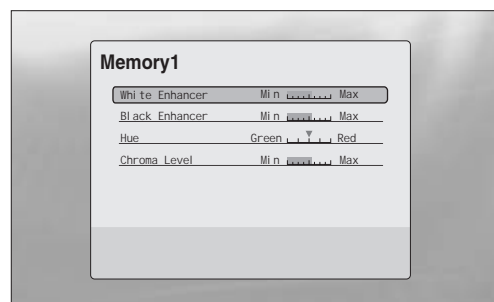 Memory1
White Enhancer Min Max
Black Enhancer Min Max
Hue Green Red
Chroma Level Min Max